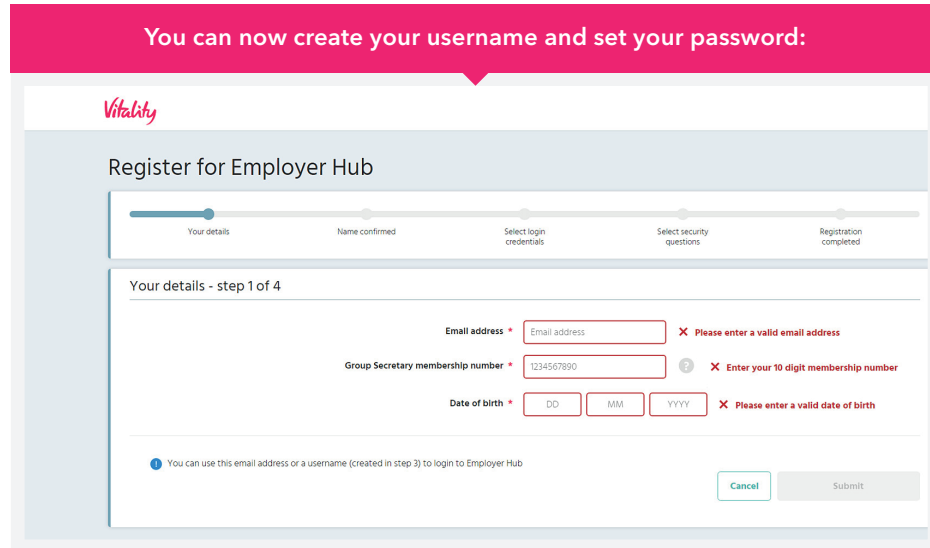 You can now create your username and set your password:
Vitality
Register for Employer Hub
Your details
Name confirmed
Select login
credentials
Select security
questions
Registration
completed
Your details - step 1 of 4
Email address * Email address ✕ Please enter a valid email address
Group Secretary membership number * 1234567890 ? ✕ Enter your 10 digit membership number
Date of birth * DD MM YYYY ✕ Please enter a valid date of birth
! You can use this email address or a username (created in step 3) to login to Employer Hub
Cancel Submit